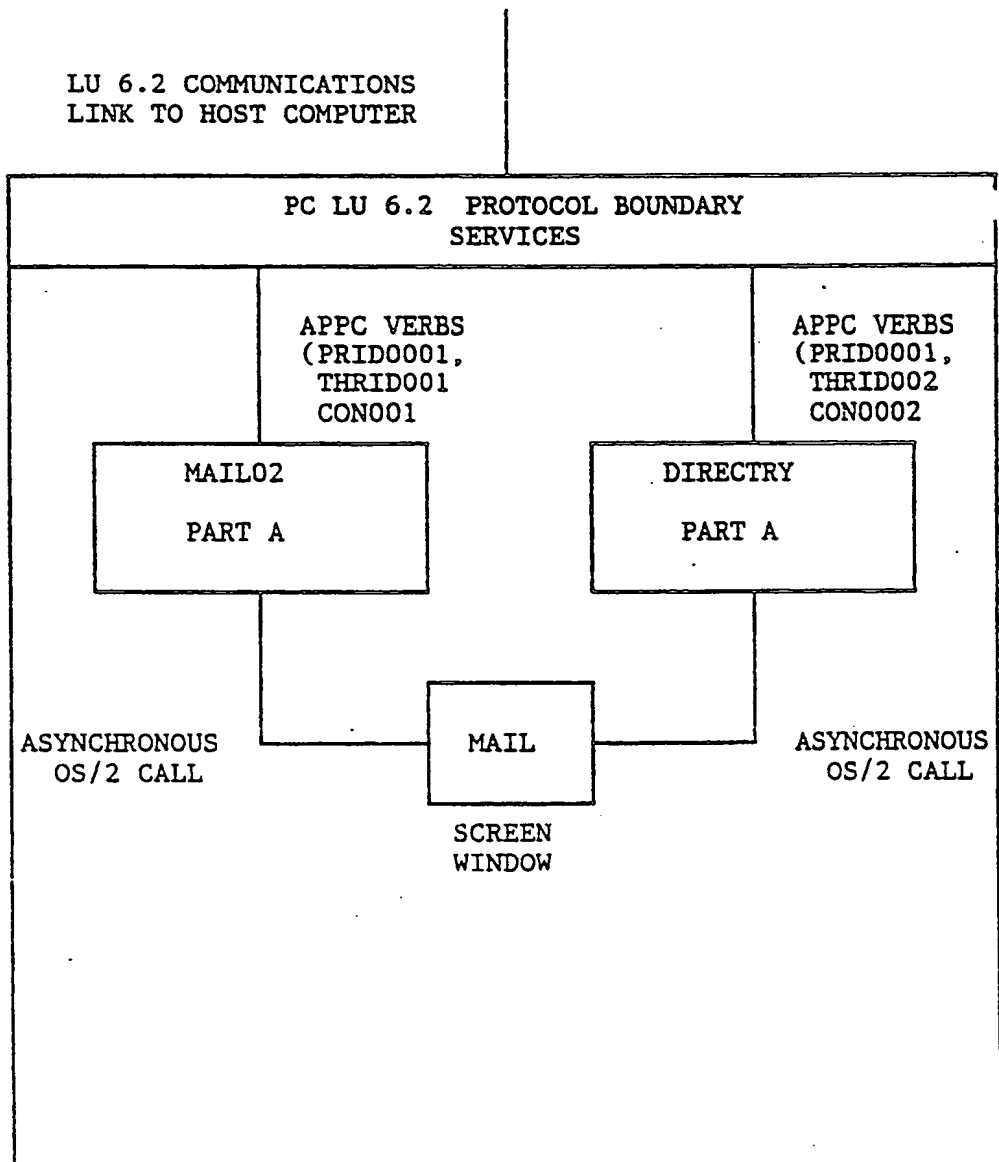 LU 6.2 COMMUNICATIONS
LINK TO HOST COMPUTER
PC LU 6.2 PROTOCOL BOUNDARY
SERVICES
APPC VERBS
(PRID0001,
THRID001
CON001
APPC VERBS
(PRID0001,
THRID002
CON0002
MAIL02
PART A
DIRECTRY
PART A
ASYNCHRONOUS
OS/2 CALL
MAIL
ASYNCHRONOUS
OS/2 CALL
SCREEN
WINDOW